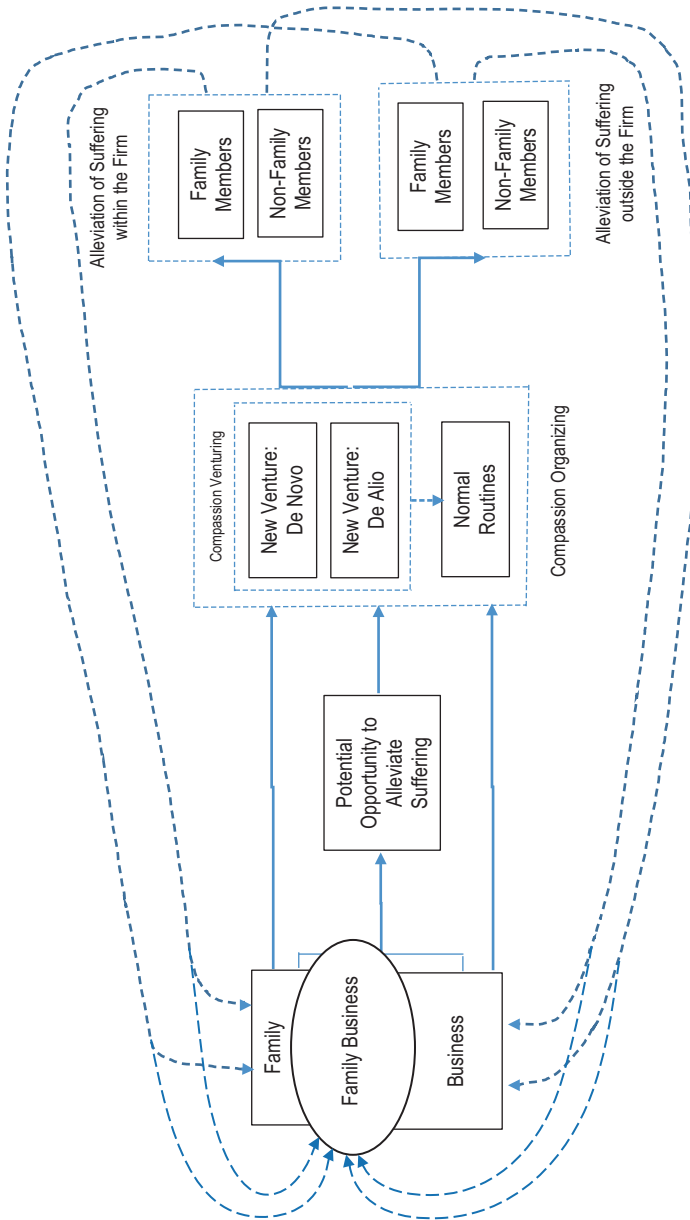 Family
Family Business
Business
Potential
Opportunity to
Alleviate
Suffering
Compassion Venturing
New Venture:
De Novo
New Venture:
De Alio
Normal
Routines
Compassion Organizing
Alleviation of Suffering
within the Firm
Family
Members
Non-Family
Members
Family
Members
Non-Family
Members
Alleviation of Suffering
outside the Firm